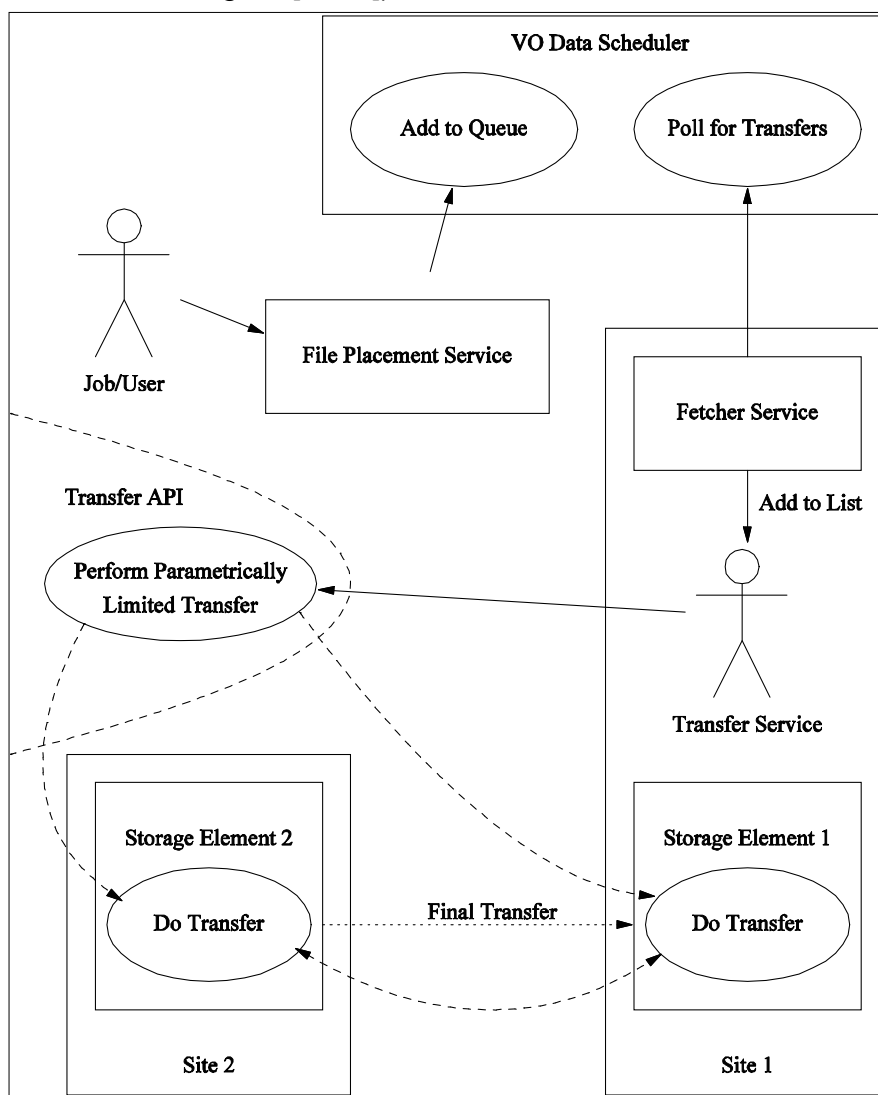 VO Data Scheduler
Add to Queue
Poll for Transfers
File Placement Service
Job/User
Fetcher Service
Add to List
Transfer API
Perform Parametrically
Limited Transfer
Transfer Service
Storage Element 2
Storage Element 1
Do Transfer
Final Transfer
Do Transfer
Site 2
Site 1